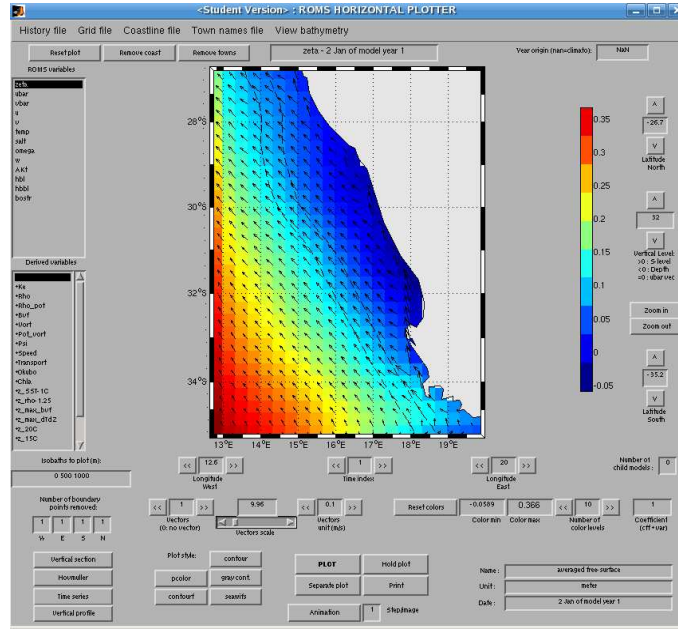 <Student Version> : ROMS HORIZONTAL PLOTTER
History file Grid file Coastline file Town names file View bathymetry
Reset plot Remove coast Remove towns zeta - 2 Jan of model year 1 Year origin (nan=climato): NaN
ROMS variables
zeta
ubar
vbar
u
v
temp
salt
omega
w
AKt
hbl
hbbl
bostr
Derived variables
*Ke
*Rho
*Rho_pot
*Bvf
*Vort
*Pot_vort
*Psi
*Speed
*Transport
*Okubo
*Chla
*z_SST-1C
*z_rho-1.25
*z_max_bvf
*z_max_dTdZ
*z_20C
*z_15C
28°S
30°S
32°S
34°S
13°E 14°E 15°E 16°E 17°E 18°E 19°E
0.35
0.3
0.25
0.2
0.15
0.1
0.05
0
-0.05
^
-26.7
V
Latitude
North
^
32
V
Vertical Level:
>0 : S-level
<0 : Depth
=0 : ubar vec
Zoom in
Zoom out
^
-35.2
V
Latitude
South
Isobaths to plot (m):
0 500 1000
<< 12.6 >>
Longitude
West
<< 1 >>
Time index
<< 20 >>
Longitude
East
Number of
child models : 0
Number of boundary
points removed:
1 1 1 1
W E S N
<< 1 >>
Vectors
(0: no vector)
9.96
Vectors scale
<< 0.1 >>
Vectors
unit (m/s)
Reset colors
-0.0589
Color min
0.366
Color max
<< 10 >>
Number of
color levels
1
Coefficient
(cff*var)
Vertical section
Hovmuller
Time series
Vertical profile
Plot style: contour
pcolor gray cont.
contourf seawifs
PLOT Hold plot
Separate plot Print
Animation 1 Step/image
Name : averaged free-surface
Unit : meter
Date : 2 Jan of model year 1